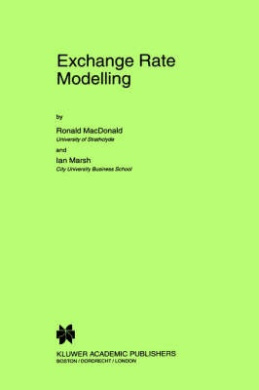 Exchange Rate
Modelling
by
Ronald MacDonald
University of Strathclyde
and
Ian Marsh
City University Business School
KLUWER ACADEMIC PUBLISHERS
BOSTON / DORDRECHT / LONDON